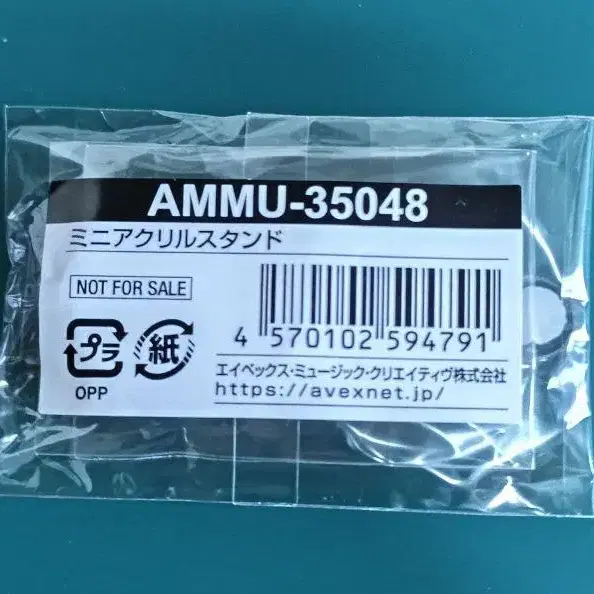 AMMU-35048
ミニアクリルスタンド
NOT FOR SALE
プラ
紙
OPP
4 570102 594791
エイベックス・ミュージック・クリエイティヴ株式会社
https://avexnet.jp/